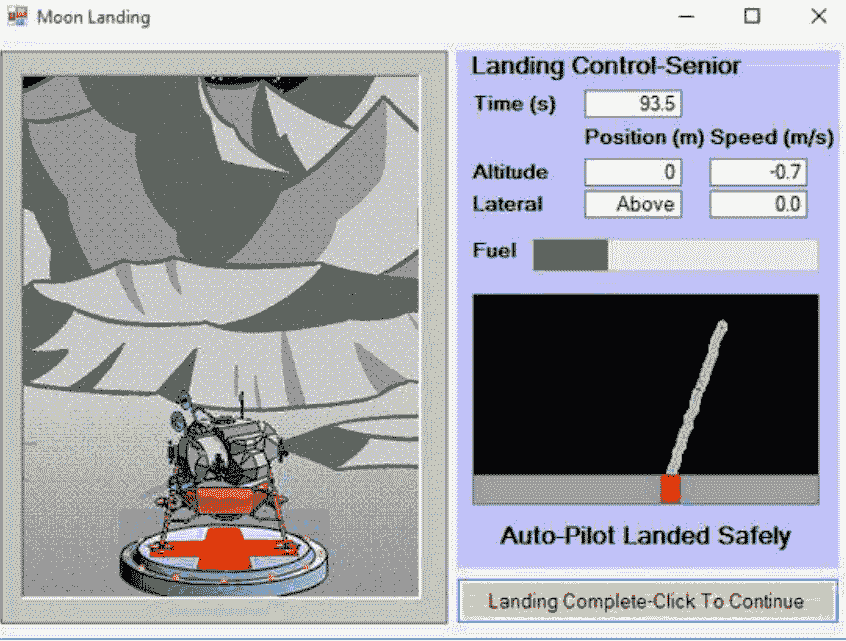 Moon Landing
Landing Control-Senior
Time (s) 93.5
Position (m) Speed (m/s)
Altitude 0 -0.7
Lateral Above 0.0
Fuel
Auto-Pilot Landed Safely
Landing Complete-Click To Continue